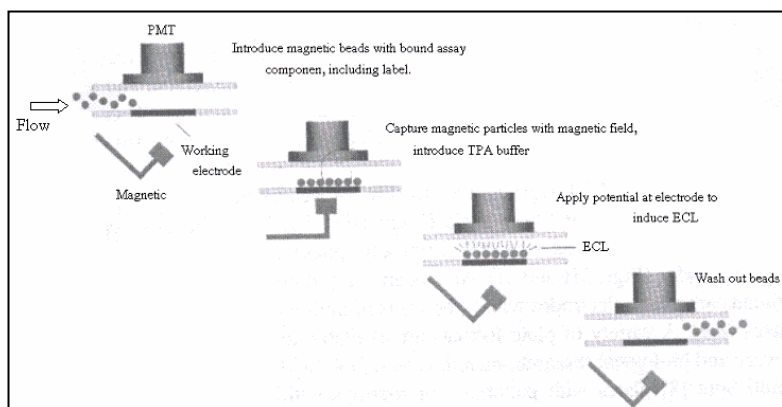 PMT
Introduce magnetic beads with bound assay
componen, including label.
Flow
Working
electrode
Magnetic
Capture magnetic particles with magnetic field,
introduce TPA buffer
Apply potential at electrode to
induce ECL
ECL
Wash out beads